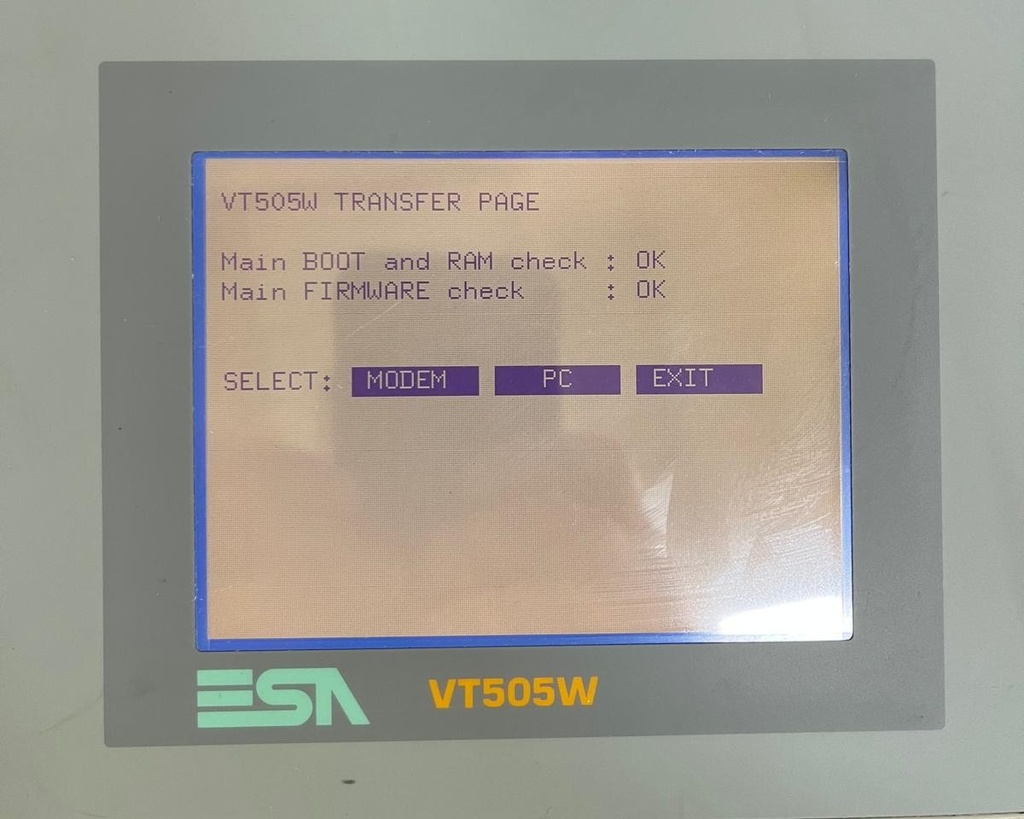 VT505W TRANSFER PAGE
Main BOOT and RAM check : OK
Main FIRMWARE check : OK
SELECT: MODEM PC EXIT
ESA VT505W